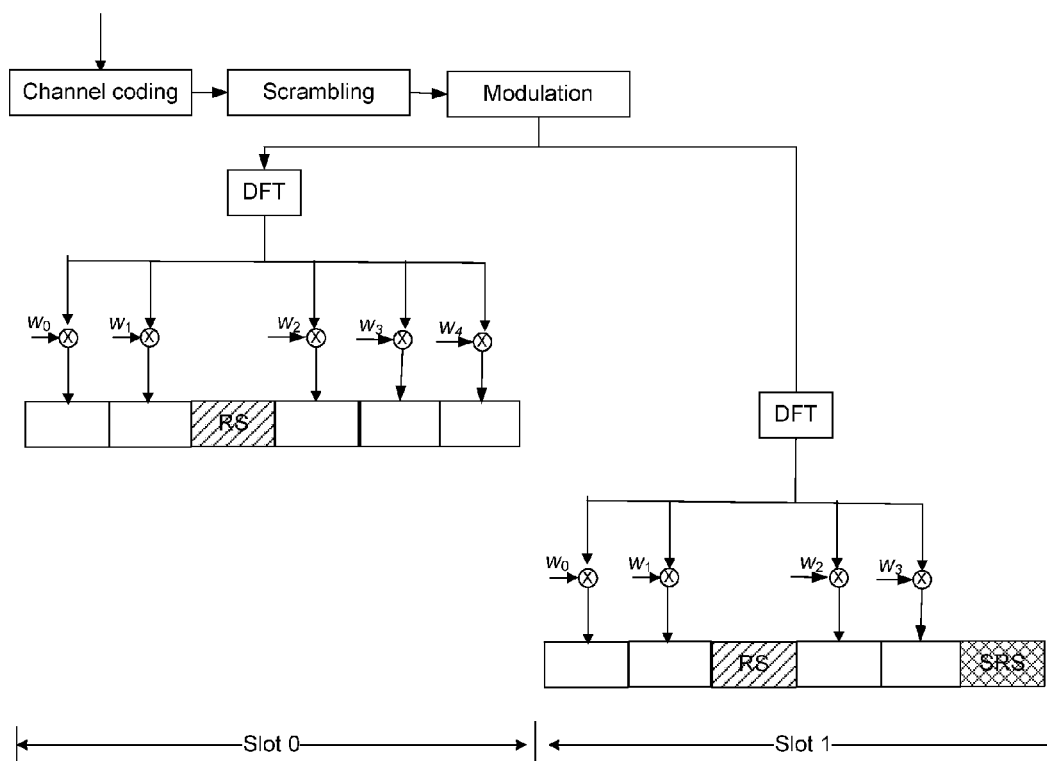 Channel coding
Scrambling
Modulation
DFT
w0
w1
w2
w3
w4
X
X
X
X
X
RS
DFT
w0
w1
w2
w3
X
X
X
X
RS
SRS
Slot 0
Slot 1